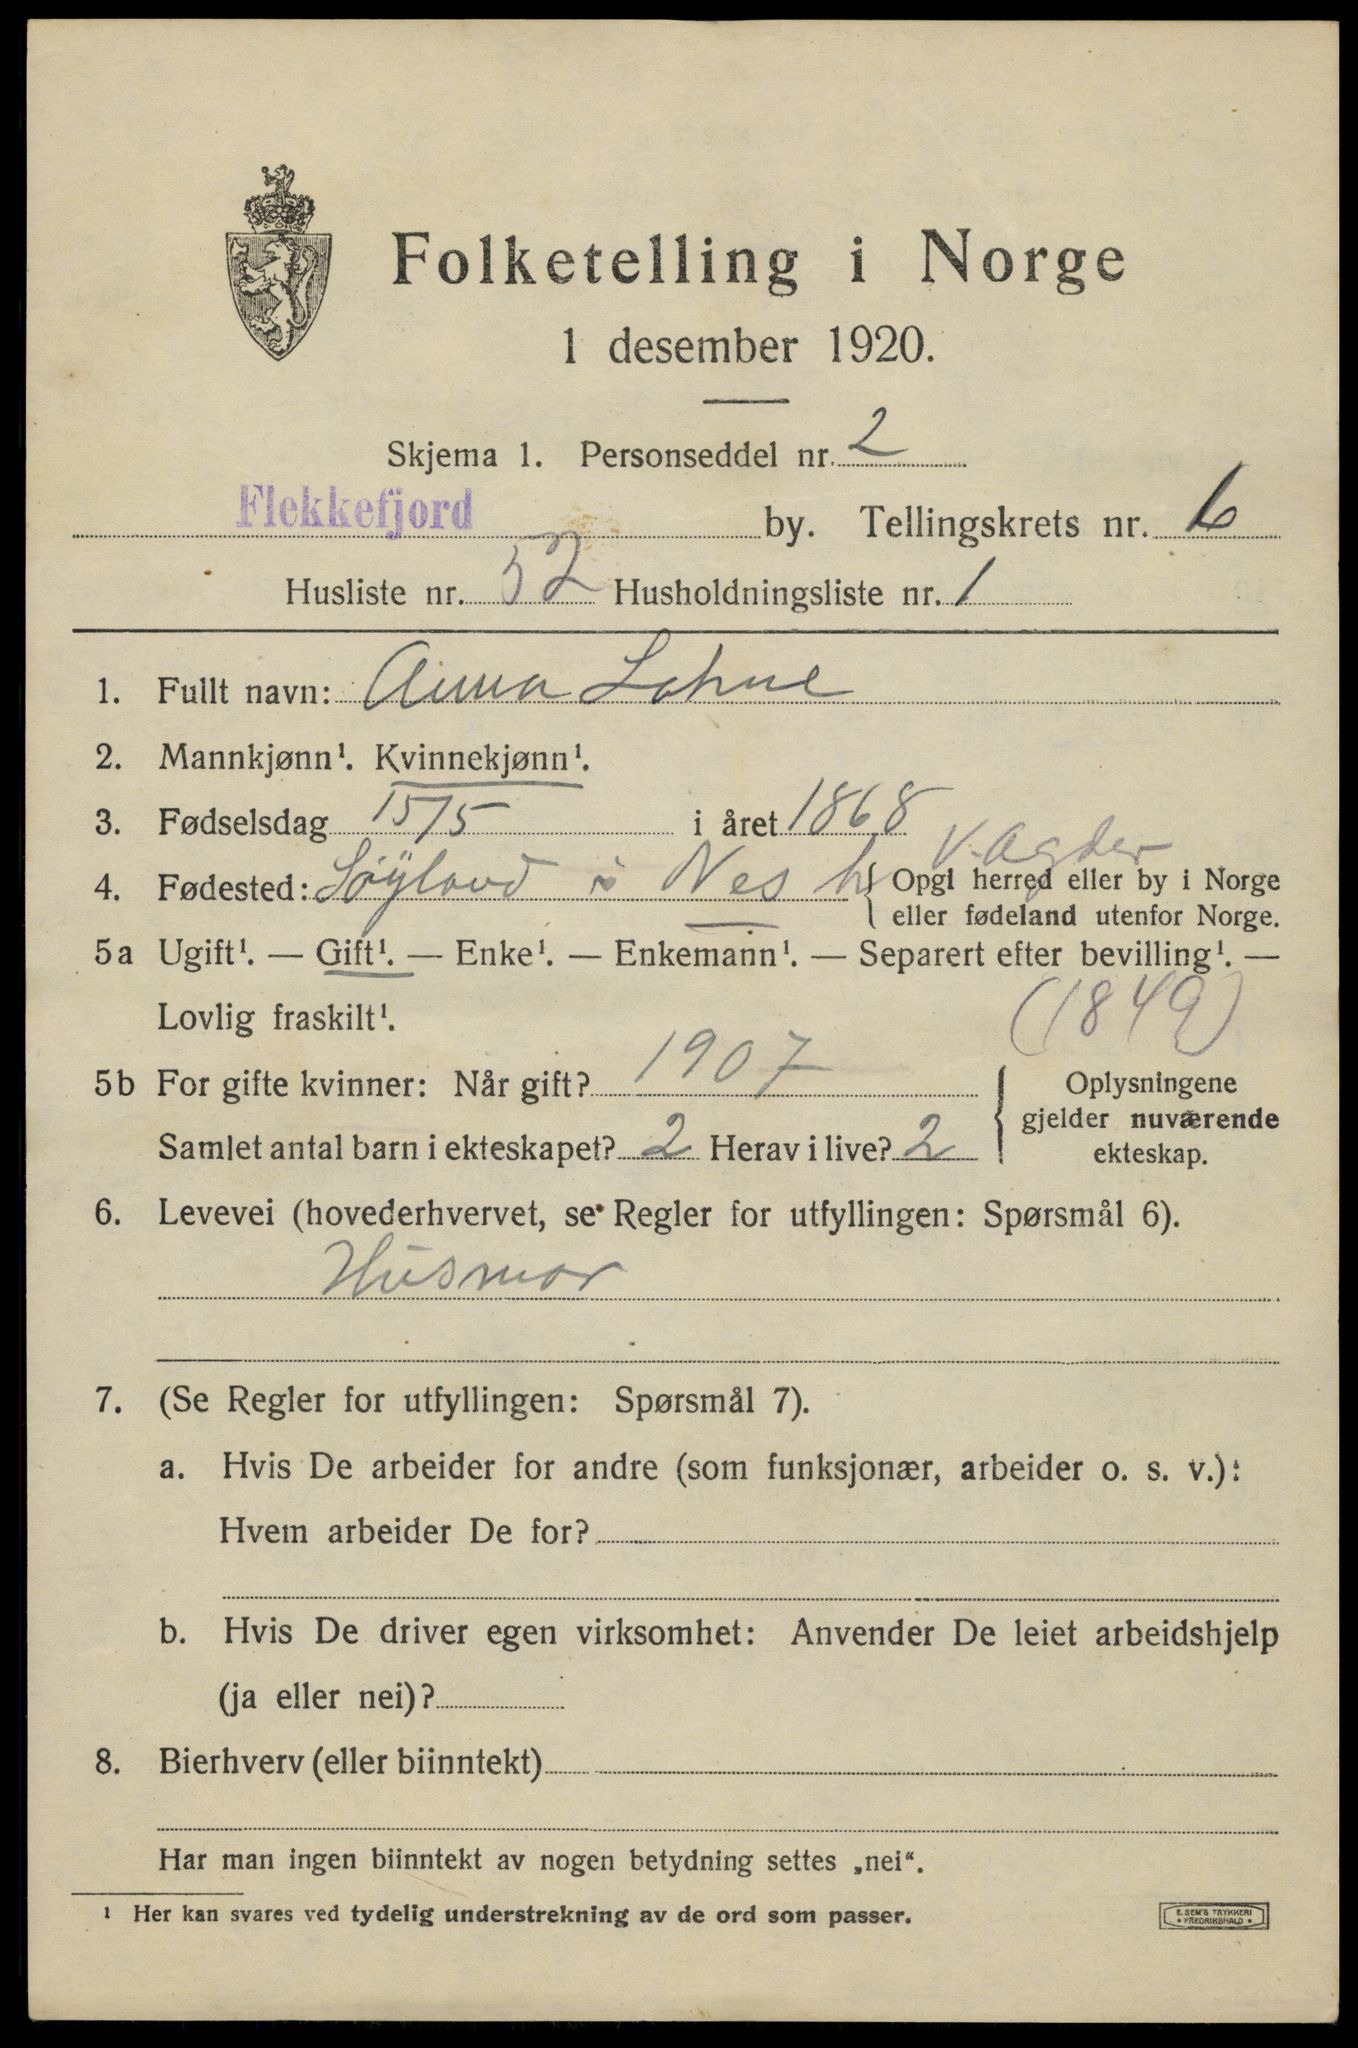 Folketelling i Norge
1 desember 1920.
Skjema 1. Personseddel nr. 2
Flekkefjord by. Tellingskrets nr. 6
Husliste nr. 52 Husholdningsliste nr. 1
1. Fullt navn: Anna Lohne
2. Mannkjønn¹. Kvinnekjønn¹.
3. Fødselsdag 15/5 i året 1868
V. Agder
4. Fødested: Söyland i Nes h { Opgi herred eller by i Norge
eller fødeland utenfor Norge.
5a Ugift¹. — Gift¹. — Enke¹. — Enkemann¹. — Separert efter bevilling¹. —
Lovlig fraskilt¹. (1849)
5b For gifte kvinner: Når gift? 1907 { Oplysningene
gjelder nuværende
Samlet antal barn i ekteskapet? 2 Herav i live? 2 ekteskap.
6. Levevei (hovederhvervet, se Regler for utfyllingen: Spørsmål 6).
Husmor
7. (Se Regler for utfyllingen: Spørsmål 7).
a. Hvis De arbeider for andre (som funksjonær, arbeider o. s. v.):
Hvem arbeider De for?
b. Hvis De driver egen virksomhet: Anvender De leiet arbeidshjelp
(ja eller nei)?
8. Bierhverv (eller biinntekt)
Har man ingen biinntekt av nogen betydning settes „nei“.
¹ Her kan svares ved tydelig understrekning av de ord som passer.
E. SEM'S TRYKKERI
• FREDRIKSHALD •